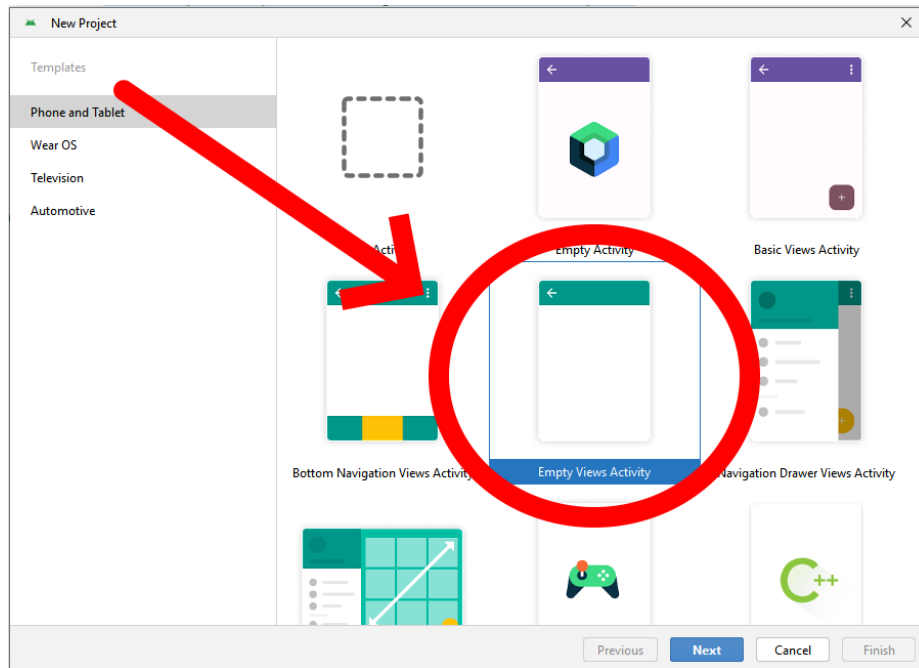 New Project
Templates
Phone and Tablet
Wear OS
Television
Automotive
Empty Activity
Basic Views Activity
Bottom Navigation Views Activity
Empty Views Activity
Navigation Drawer Views Activity
C++
Previous
Next
Cancel
Finish